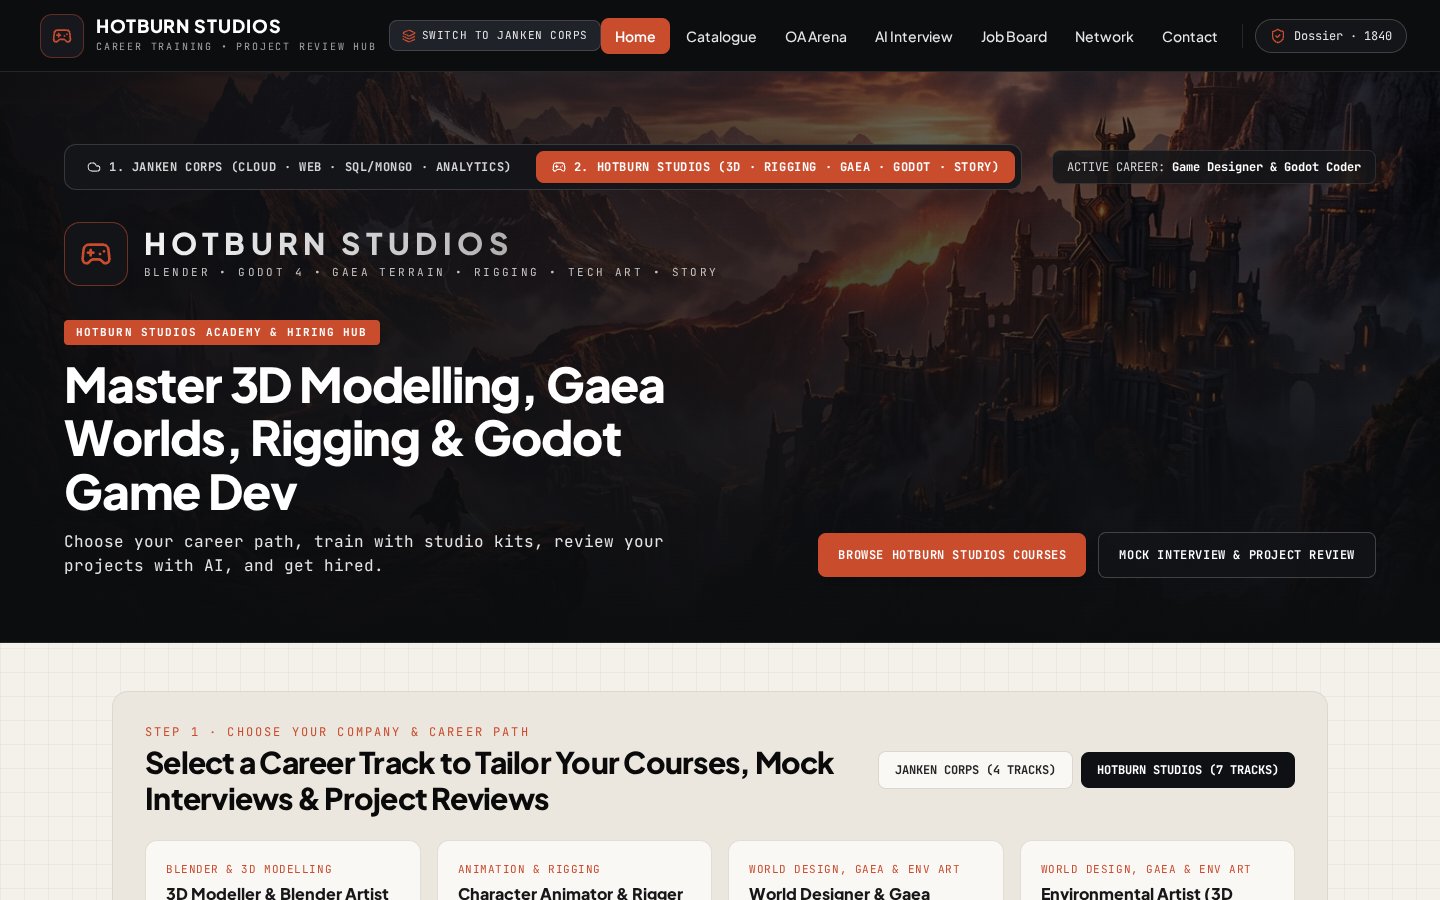 HOTBURN STUDIOS
CAREER TRAINING • PROJECT REVIEW HUB
SWITCH TO JANKEN CORPS
Home
Catalogue
OA Arena
AI Interview
Job Board
Network
Contact
Dossier · 1840
1. JANKEN CORPS (CLOUD · WEB · SQL/MONGO · ANALYTICS)
2. HOTBURN STUDIOS (3D · RIGGING · GAEA · GODOT · STORY)
ACTIVE CAREER: Game Designer & Godot Coder
HOTBURN STUDIOS
BLENDER • GODOT 4 • GAEA TERRAIN • RIGGING • TECH ART • STORY
HOTBURN STUDIOS ACADEMY & HIRING HUB
Master 3D Modelling, Gaea
Worlds, Rigging & Godot
Game Dev
Choose your career path, train with studio kits, review your
projects with AI, and get hired.
BROWSE HOTBURN STUDIOS COURSES
MOCK INTERVIEW & PROJECT REVIEW
STEP 1 · CHOOSE YOUR COMPANY & CAREER PATH
Select a Career Track to Tailor Your Courses, Mock
Interviews & Project Reviews
JANKEN CORPS (4 TRACKS)
HOTBURN STUDIOS (7 TRACKS)
BLENDER & 3D MODELLING
3D Modeller & Blender Artist
ANIMATION & RIGGING
Character Animator & Rigger
WORLD DESIGN, GAEA & ENV ART
World Designer & Gaea
WORLD DESIGN, GAEA & ENV ART
Environmental Artist (3D